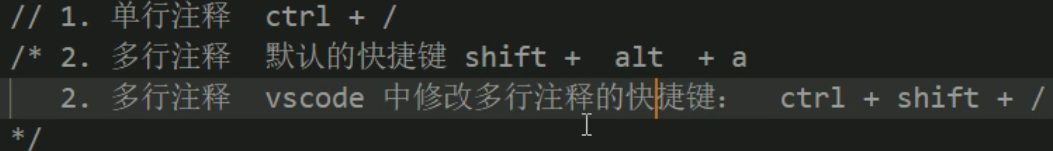 // 1. 单行注释  ctrl + /
/* 2. 多行注释  默认的快捷键 shift +  alt  + a
   2. 多行注释  vscode 中修改多行注释的快捷键：  ctrl + shift + /
*/